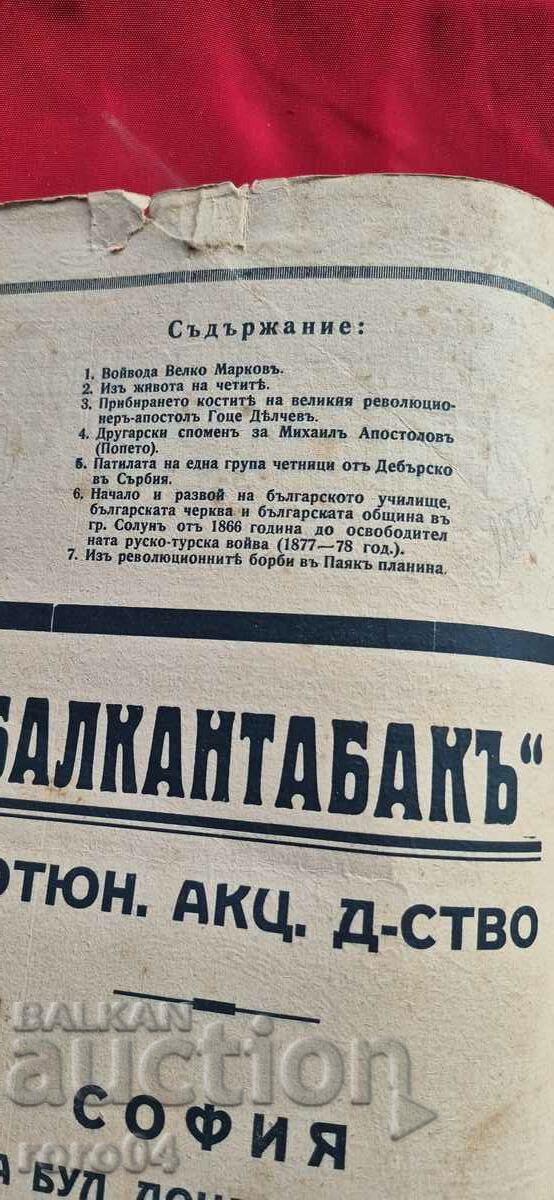 Съдържание:
1. Войвода Велко Марковъ.
2. Изъ живота на четитѣ.
3. Прибирането коститѣ на великия революцио-
неръ-апостолъ Гоце Дѣлчевъ.
4. Другарски споменъ за Михаилъ Апостоловъ
(Попето).
5. Патилата на една група четници отъ Дебърско
въ Сърбия.
6. Начало и развой на българското училище,
българската черква и българската община въ
гр. Солунъ отъ 1866 година до освободител
ната руско-турска война (1877—78 год.).
7. Изъ революционнитѣ борби въ Паякъ планина.
БАЛКАНТАБАКЪ“
ЮТЮН. АКЦ. Д-СТВО
BALKAN
auction
СОФИЯ
roro04
БУЛ.